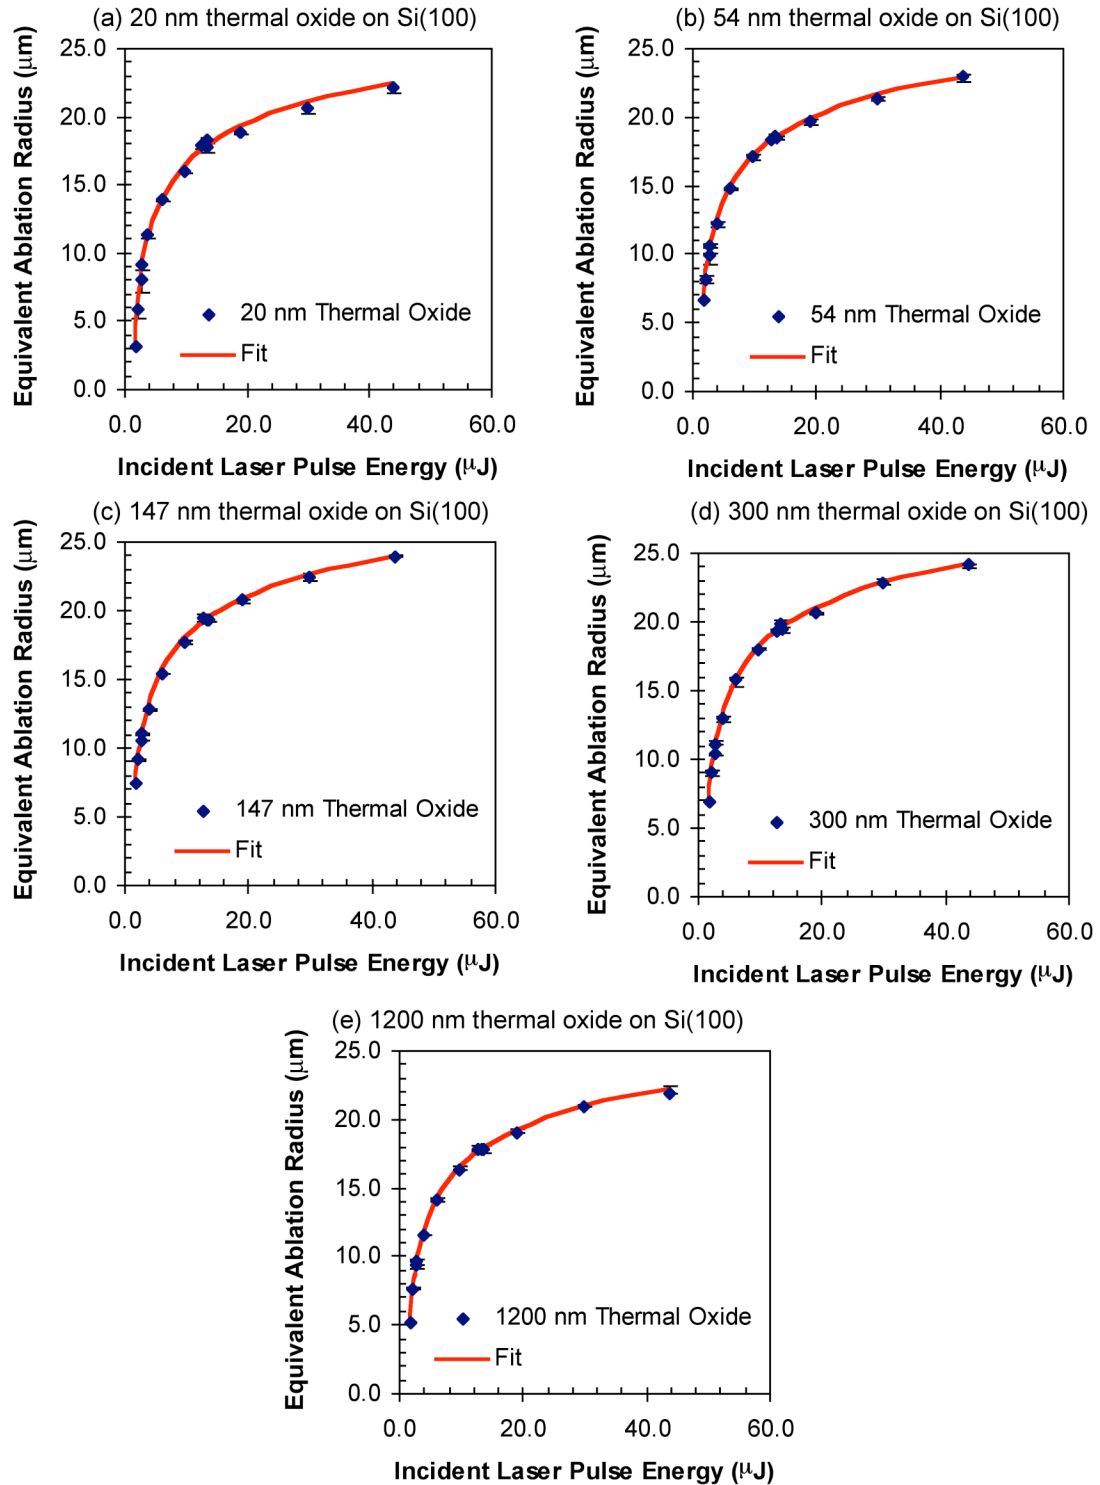 (a) 20 nm thermal oxide on Si(100)
Equivalent Ablation Radius (μm)
25.0
20.0
15.0
10.0
5.0
0.0
20 nm Thermal Oxide
Fit
0.0 20.0 40.0 60.0
Incident Laser Pulse Energy (μJ)
(b) 54 nm thermal oxide on Si(100)
Equivalent Ablation Radius (μm)
25.0
20.0
15.0
10.0
5.0
0.0
54 nm Thermal Oxide
Fit
0.0 20.0 40.0 60.0
Incident Laser Pulse Energy (μJ)
(c) 147 nm thermal oxide on Si(100)
Equivalent Ablation Radius (μm)
25.0
20.0
15.0
10.0
5.0
0.0
147 nm Thermal Oxide
Fit
0.0 20.0 40.0 60.0
Incident Laser Pulse Energy (μJ)
(d) 300 nm thermal oxide on Si(100)
Equivalent Ablation Radius (μm)
25.0
20.0
15.0
10.0
5.0
0.0
300 nm Thermal Oxide
Fit
0.0 20.0 40.0 60.0
Incident Laser Pulse Energy (μJ)
(e) 1200 nm thermal oxide on Si(100)
Equivalent Ablation Radius (μm)
25.0
20.0
15.0
10.0
5.0
0.0
1200 nm Thermal Oxide
Fit
0.0 20.0 40.0 60.0
Incident Laser Pulse Energy (μJ)